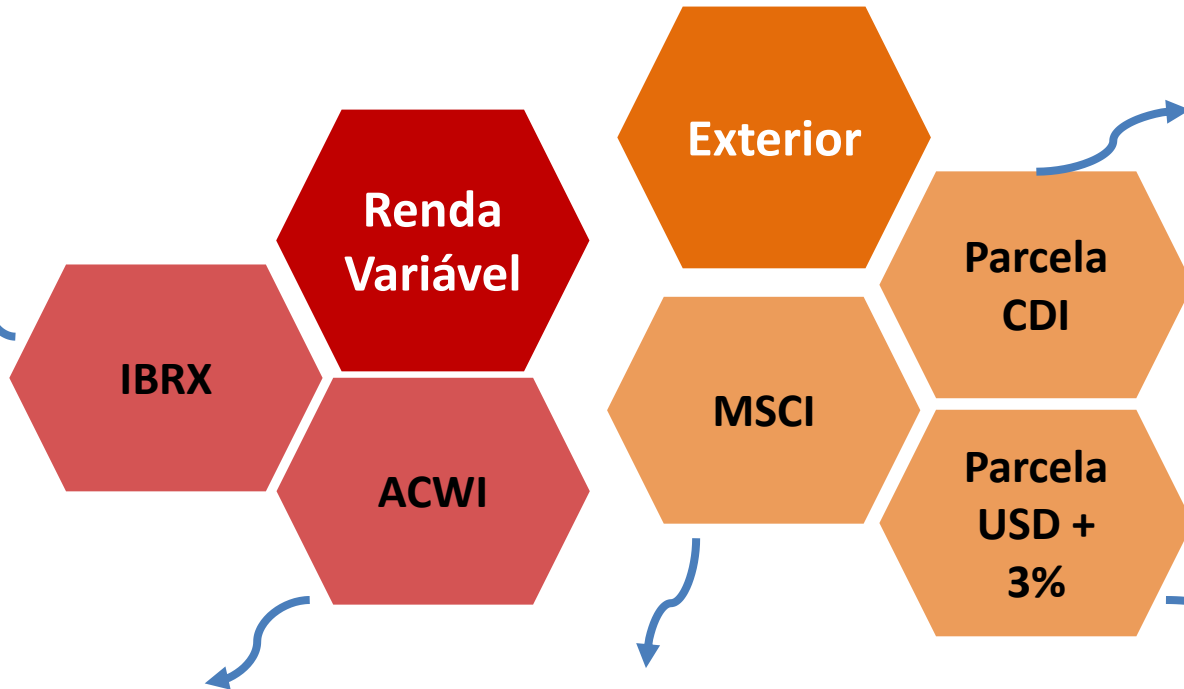 Renda
Variável
IBRX
ACWI
Exterior
MSCI
Parcela
CDI
Parcela
USD +
3%